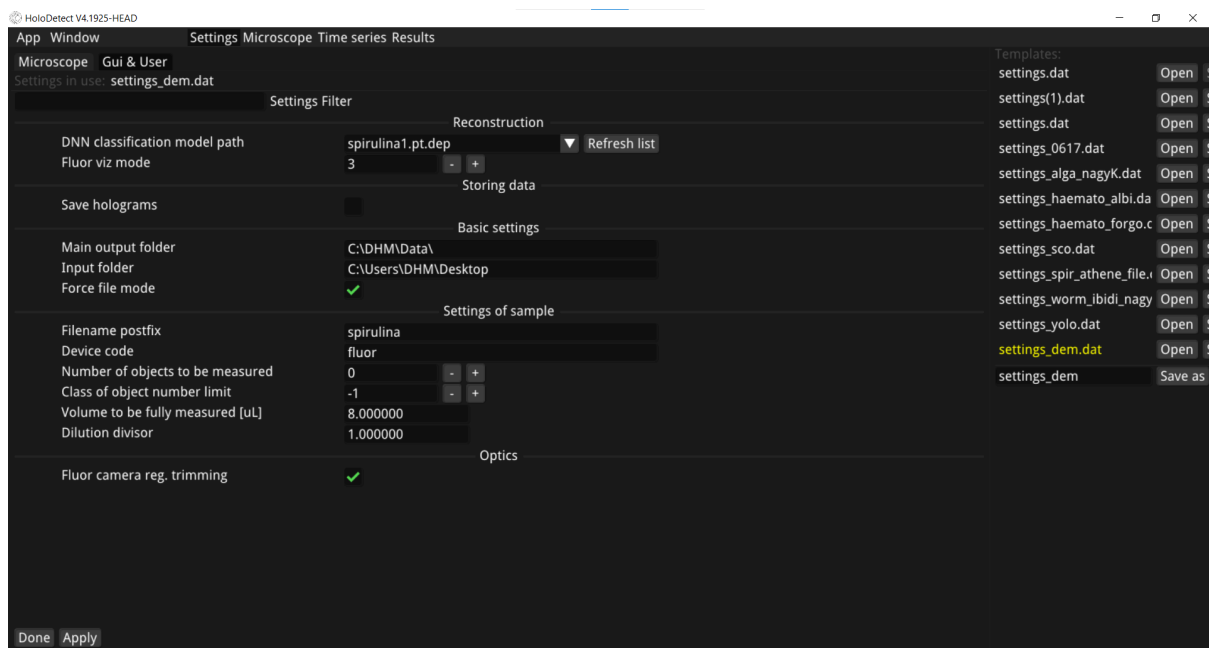 HoloDetect V4.1925-HEAD
App Window Settings Microscope Time series Results
Microscope Gui & User
Settings in use: settings_dem.dat
Settings Filter
Reconstruction
DNN classification model path spirulina1.pt.dep Refresh list
Fluor viz mode 3 - +
Storing data
Save holograms
Basic settings
Main output folder C:\DHM\Data\
Input folder C:\Users\DHM\Desktop
Force file mode
Settings of sample
Filename postfix spirulina
Device code fluor
Number of objects to be measured 0 - +
Class of object number limit -1 - +
Volume to be fully measured [uL] 8.000000
Dilution divisor 1.000000
Optics
Fluor camera reg. trimming
Done Apply
Templates:
settings.dat Open
settings(1).dat Open
settings.dat Open
settings_0617.dat Open
settings_alga_nagyK.dat Open
settings_haemato_albi.da Open
settings_haemato_forgo.c Open
settings_sco.dat Open
settings_spir_athene_file. Open
settings_worm_ibidi_nagy Open
settings_yolo.dat Open
settings_dem.dat Open
settings_dem Save as